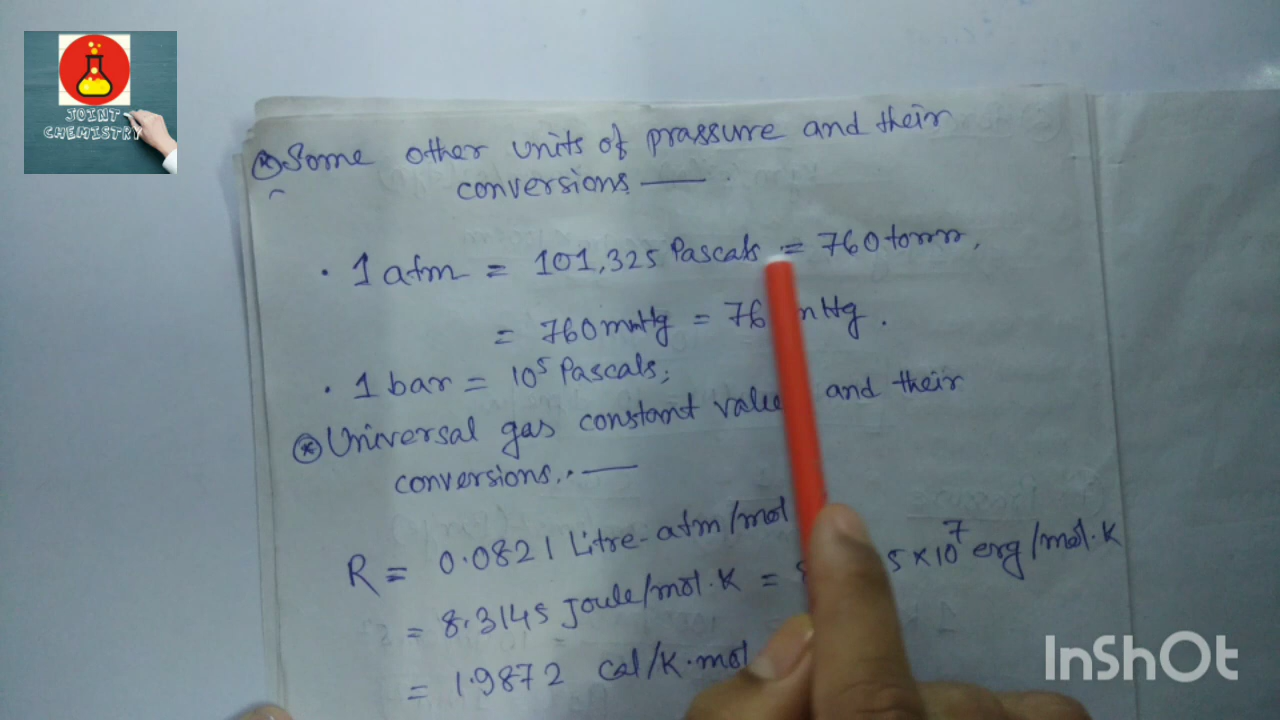 JOINT
CHEMISTRY
⊛ Some other units of prassure and their
conversions —
· 1 atm = 101,325 Pascals = 760 torr,
= 760 mmHg = 76 Hg.
· 1 bar = 10⁵ Pascals;
⊛ Universal gas constant value and their
conversions. —
R = 0.0821 Litre-atm/mol
= 8.3145 Joule/mol.K = 5×10⁷ erg/mol.K
= 1.9872 cal/K.mol
InShOt